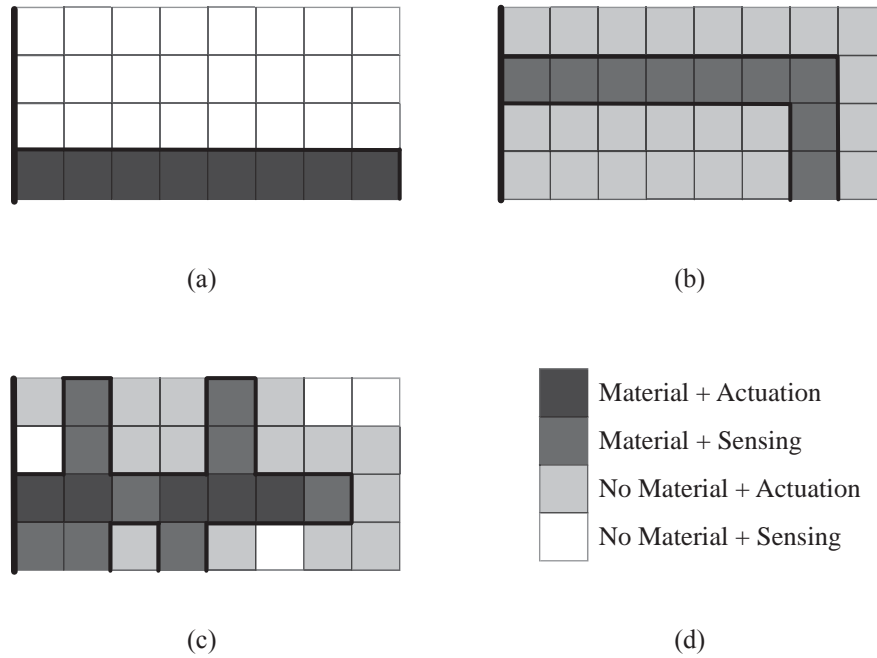 (a)
(b)
Material + Actuation
Material + Sensing
No Material + Actuation
No Material + Sensing
(c)
(d)